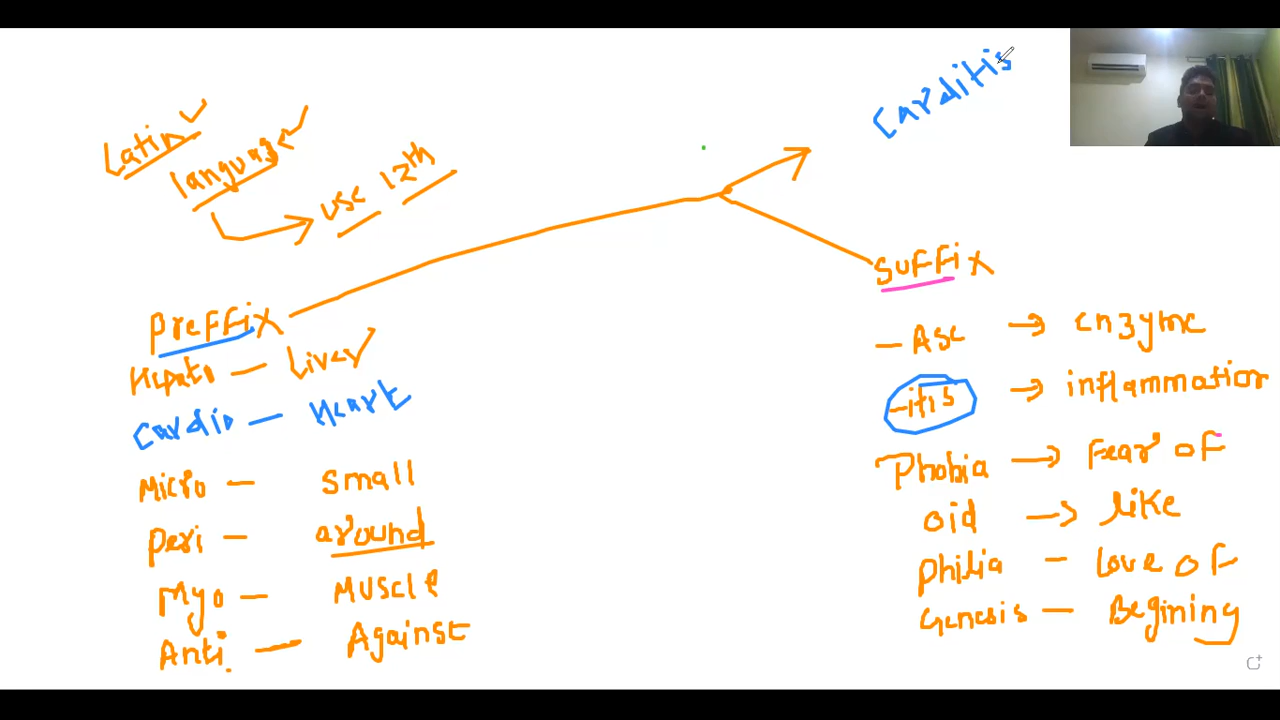 Latin
language
use 12th
Carditis
Preffix
Hepato - Liver
Cardio - Heart
Micro - small
Peri - around
Myo - Muscle
Anti - Against
Suffix
- Ase → enzyme
- itis → inflammation
Phobia → Fear of
oid → like
Philia - Love of
Genesis - Begining